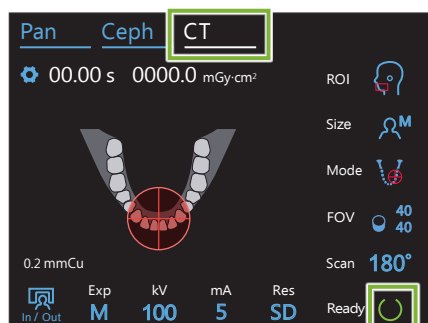 Pan Ceph CT
00.00 s 0000.0 mGy·cm²
ROI
Size M
Mode
FOV 40 40
0.2 mmCu
Scan 180°
In / Out
Exp kV mA Res
M 100 5 SD
Ready